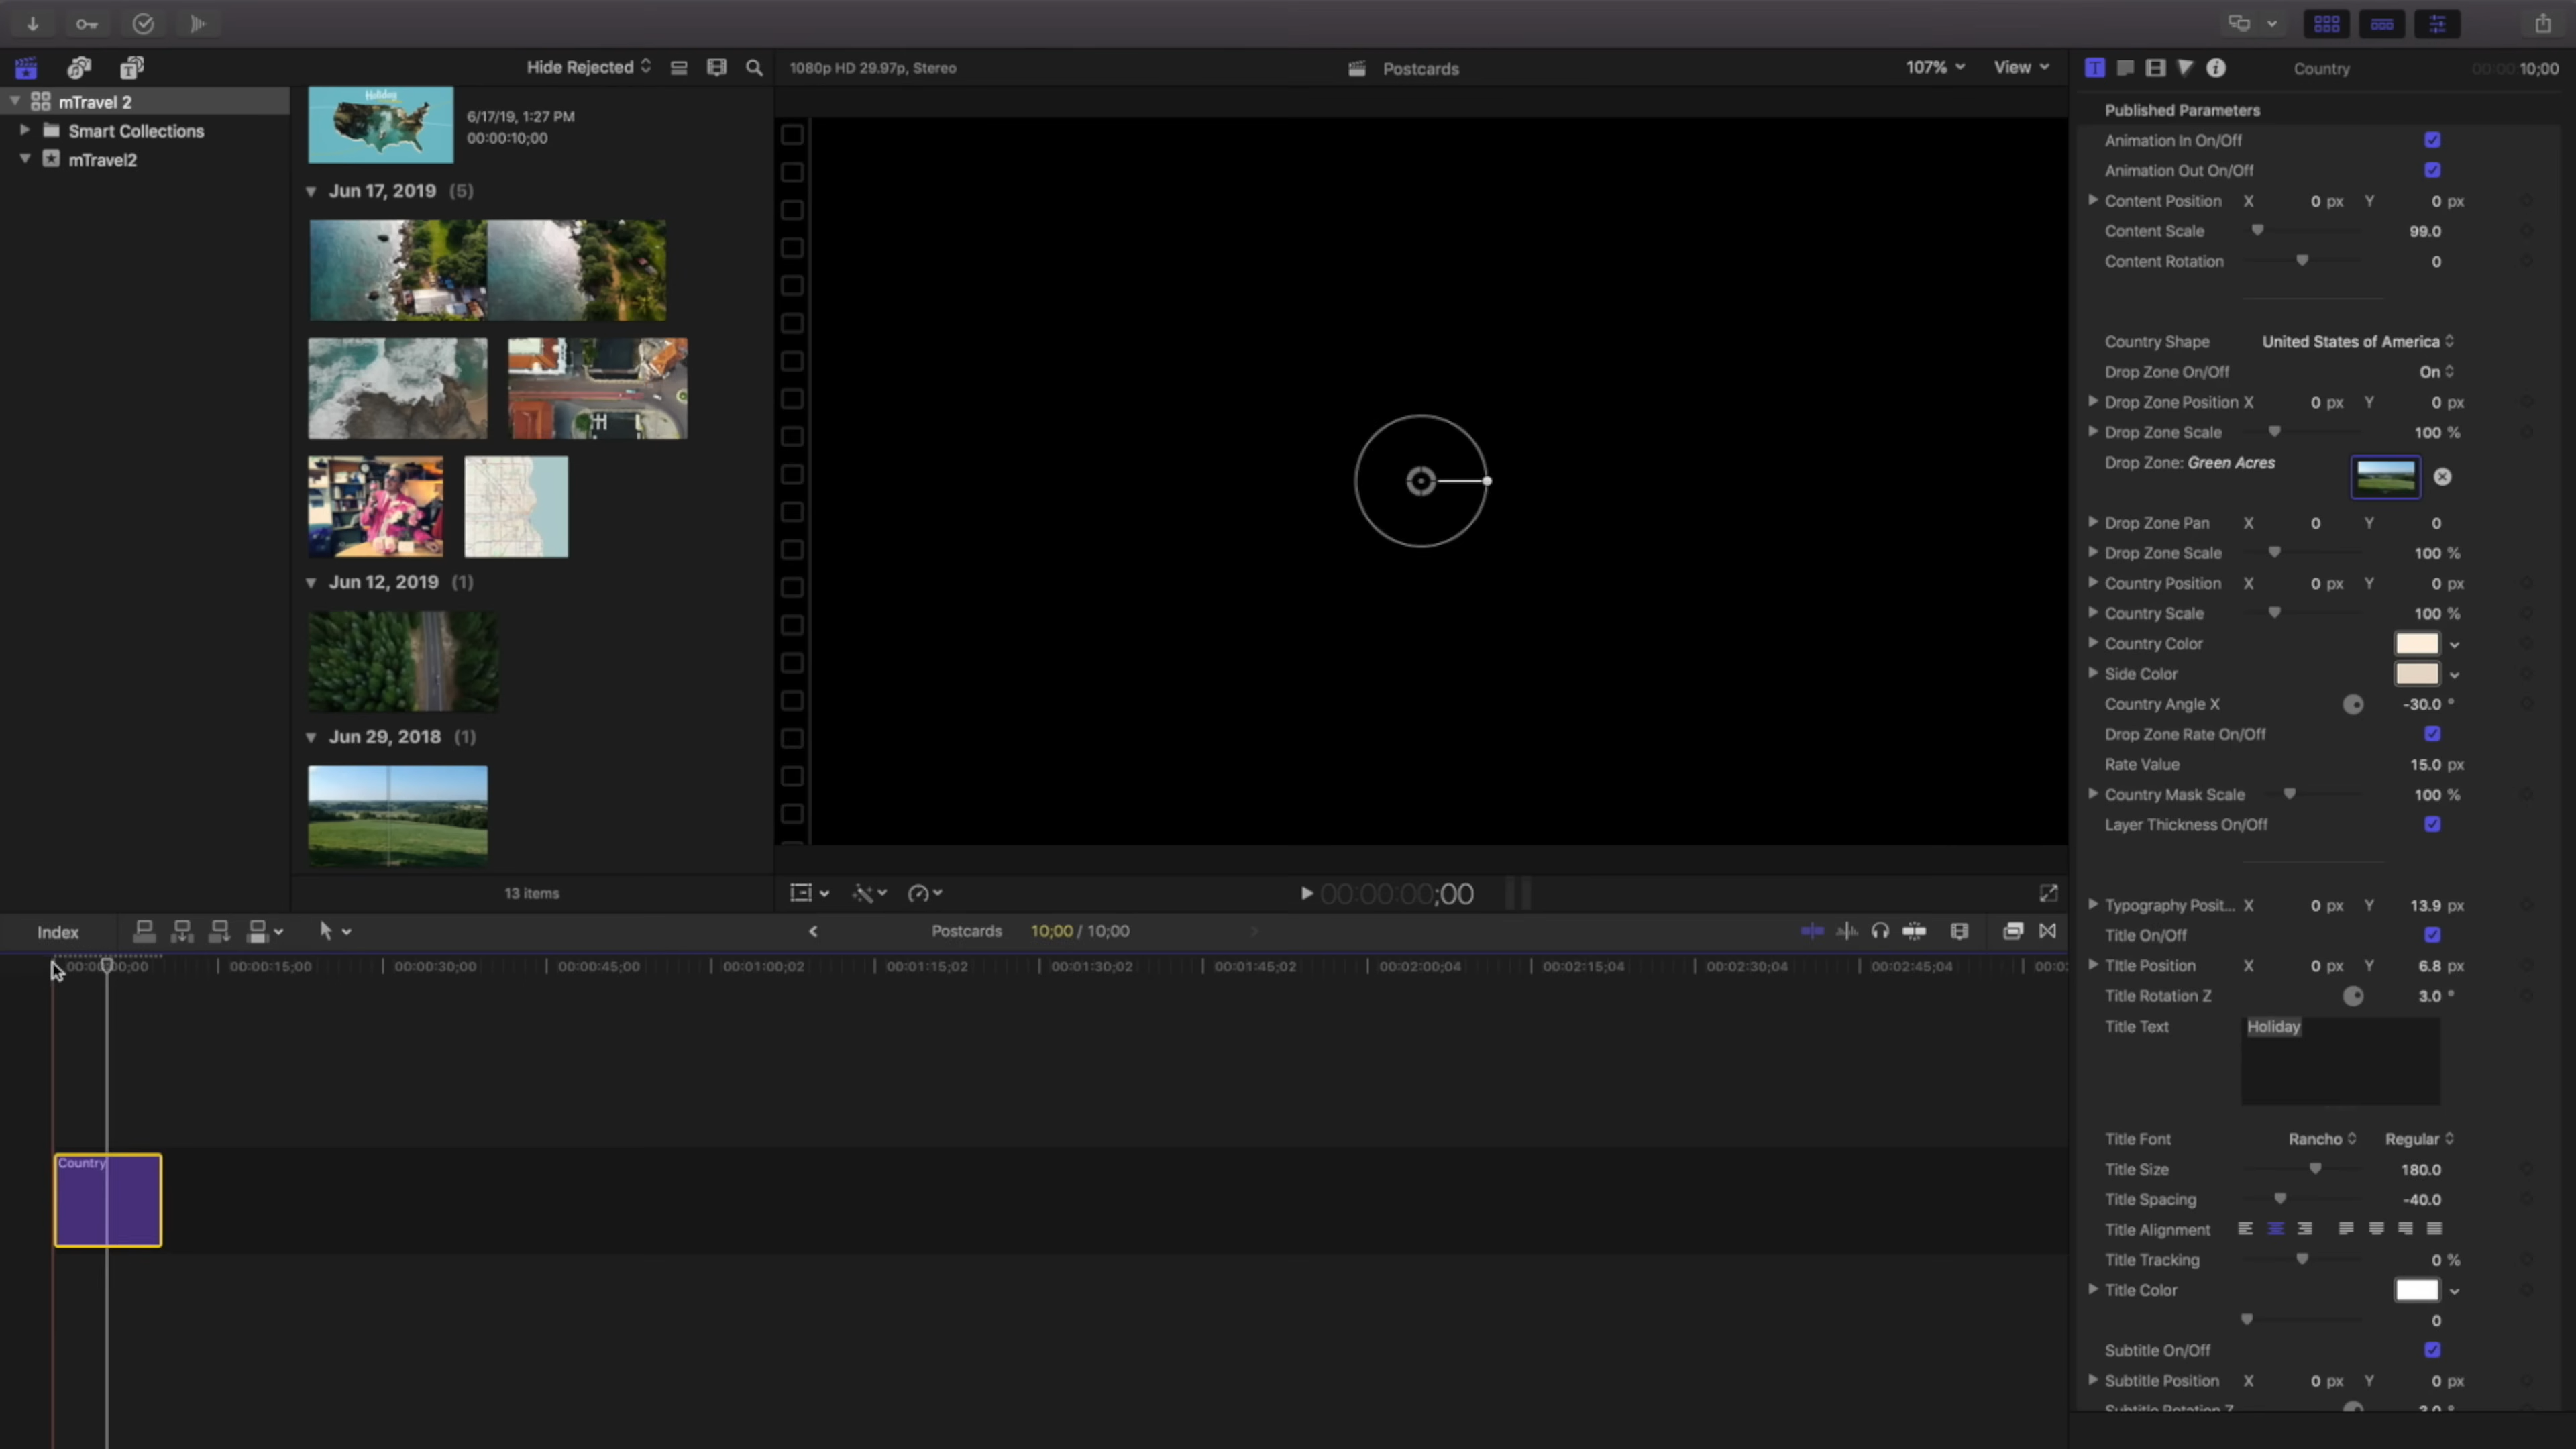 Hide Rejected
1080p HD 29.97p, Stereo
Postcards
107%
View
Country
00:00:10;00
mTravel 2
Smart Collections
mTravel2
Holiday
6/17/19, 1:27 PM
00:00:10;00
Jun 17, 2019 (5)
Jun 12, 2019 (1)
Jun 29, 2018 (1)
13 items
00:00:00;00
Published Parameters
Animation In On/Off
Animation Out On/Off
Content Position X 0 px Y 0 px
Content Scale 99.0
Content Rotation 0
Country Shape United States of America
Drop Zone On/Off On
Drop Zone Position X 0 px Y 0 px
Drop Zone Scale 100 %
Drop Zone: Green Acres
Drop Zone Pan X 0 Y 0
Drop Zone Scale 100 %
Country Position X 0 px Y 0 px
Country Scale 100 %
Country Color
Side Color
Country Angle X -30.0 °
Drop Zone Rate On/Off
Rate Value 15.0 px
Country Mask Scale 100 %
Layer Thickness On/Off
Typography Posit... X 0 px Y 13.9 px
Title On/Off
Title Position X 0 px Y 6.8 px
Title Rotation Z 3.0 °
Title Text Holiday
Title Font Rancho Regular
Title Size 180.0
Title Spacing -40.0
Title Alignment
Title Tracking 0 %
Title Color
0
Subtitle On/Off
Subtitle Position X 0 px Y 0 px
Subtitle Rotation Z 3.0 °
Index
Postcards 10;00 / 10;00
00:00:00;00 00:00:15;00 00:00:30;00 00:00:45;00 00:01:00;02 00:01:15;02 00:01:30;02 00:01:45;02 00:02:00;04 00:02:15;04 00:02:30;04 00:02:45;04
Country